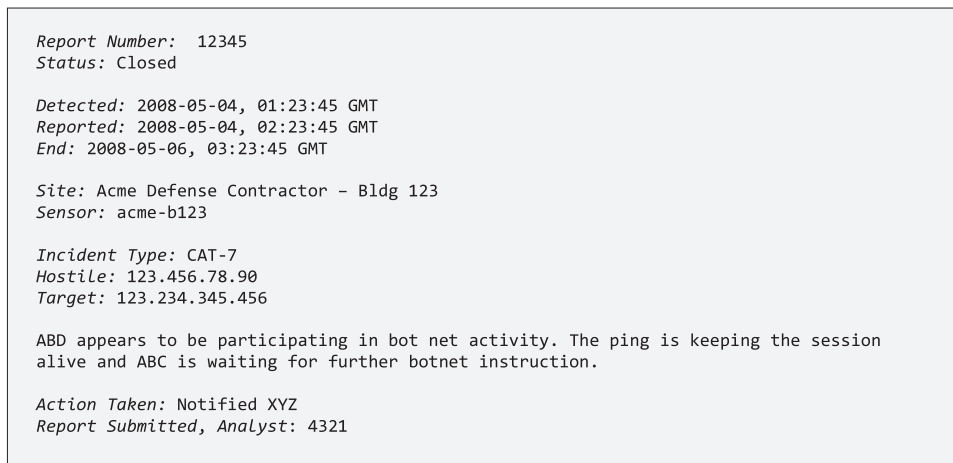 Report Number:  12345
Status: Closed
Detected: 2008-05-04, 01:23:45 GMT
Reported: 2008-05-04, 02:23:45 GMT
End: 2008-05-06, 03:23:45 GMT
Site: Acme Defense Contractor – Bldg 123
Sensor: acme-b123
Incident Type: CAT-7
Hostile: 123.456.78.90
Target: 123.234.345.456
ABD appears to be participating in bot net activity. The ping is keeping the session
alive and ABC is waiting for further botnet instruction.
Action Taken: Notified XYZ
Report Submitted, Analyst: 4321